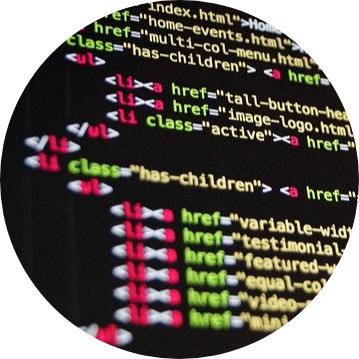 index.html">Hom
ef="home-events.html"
href="multi-col-menu.html
class="has-children"> <a
<ul> href=
<li><a href="tall-button-hea
<li><a href="image-logo.html
<li class="active"><a href="
</ul>
</li>
<li class="has-children"> <a href="
<ul>
<li><a href="variable-widt
<li><a href="testimonial-
<li><a href="featured-w
<li><a href="equal-co
<li><a href="video-
<li><a href="mini
</ul>